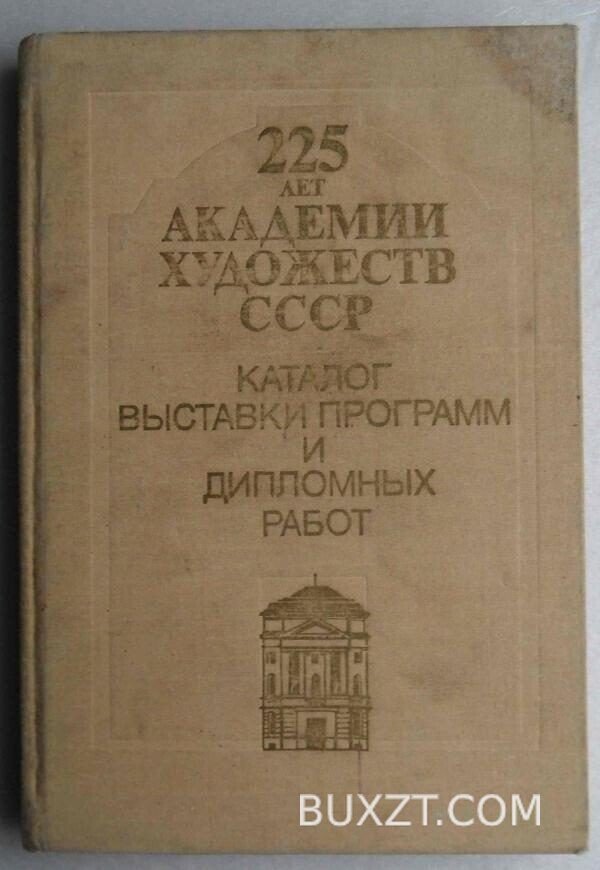 225
ЛЕТ
АКАДЕМИИ
ХУДОЖЕСТВ
СССР
КАТАЛОГ
ВЫСТАВКИ ПРОГРАММ
И
ДИПЛОМНЫХ
РАБОТ
BUXZT.COM